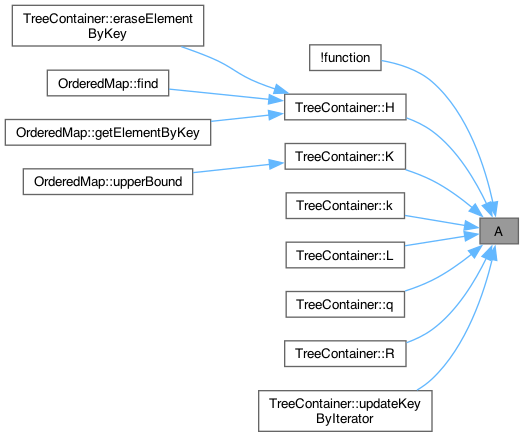 TreeContainer::eraseElement
ByKey
OrderedMap::find
OrderedMap::getElementByKey
OrderedMap::upperBound
!function
TreeContainer::H
TreeContainer::K
TreeContainer::k
TreeContainer::L
TreeContainer::q
TreeContainer::R
TreeContainer::updateKey
ByIterator
A